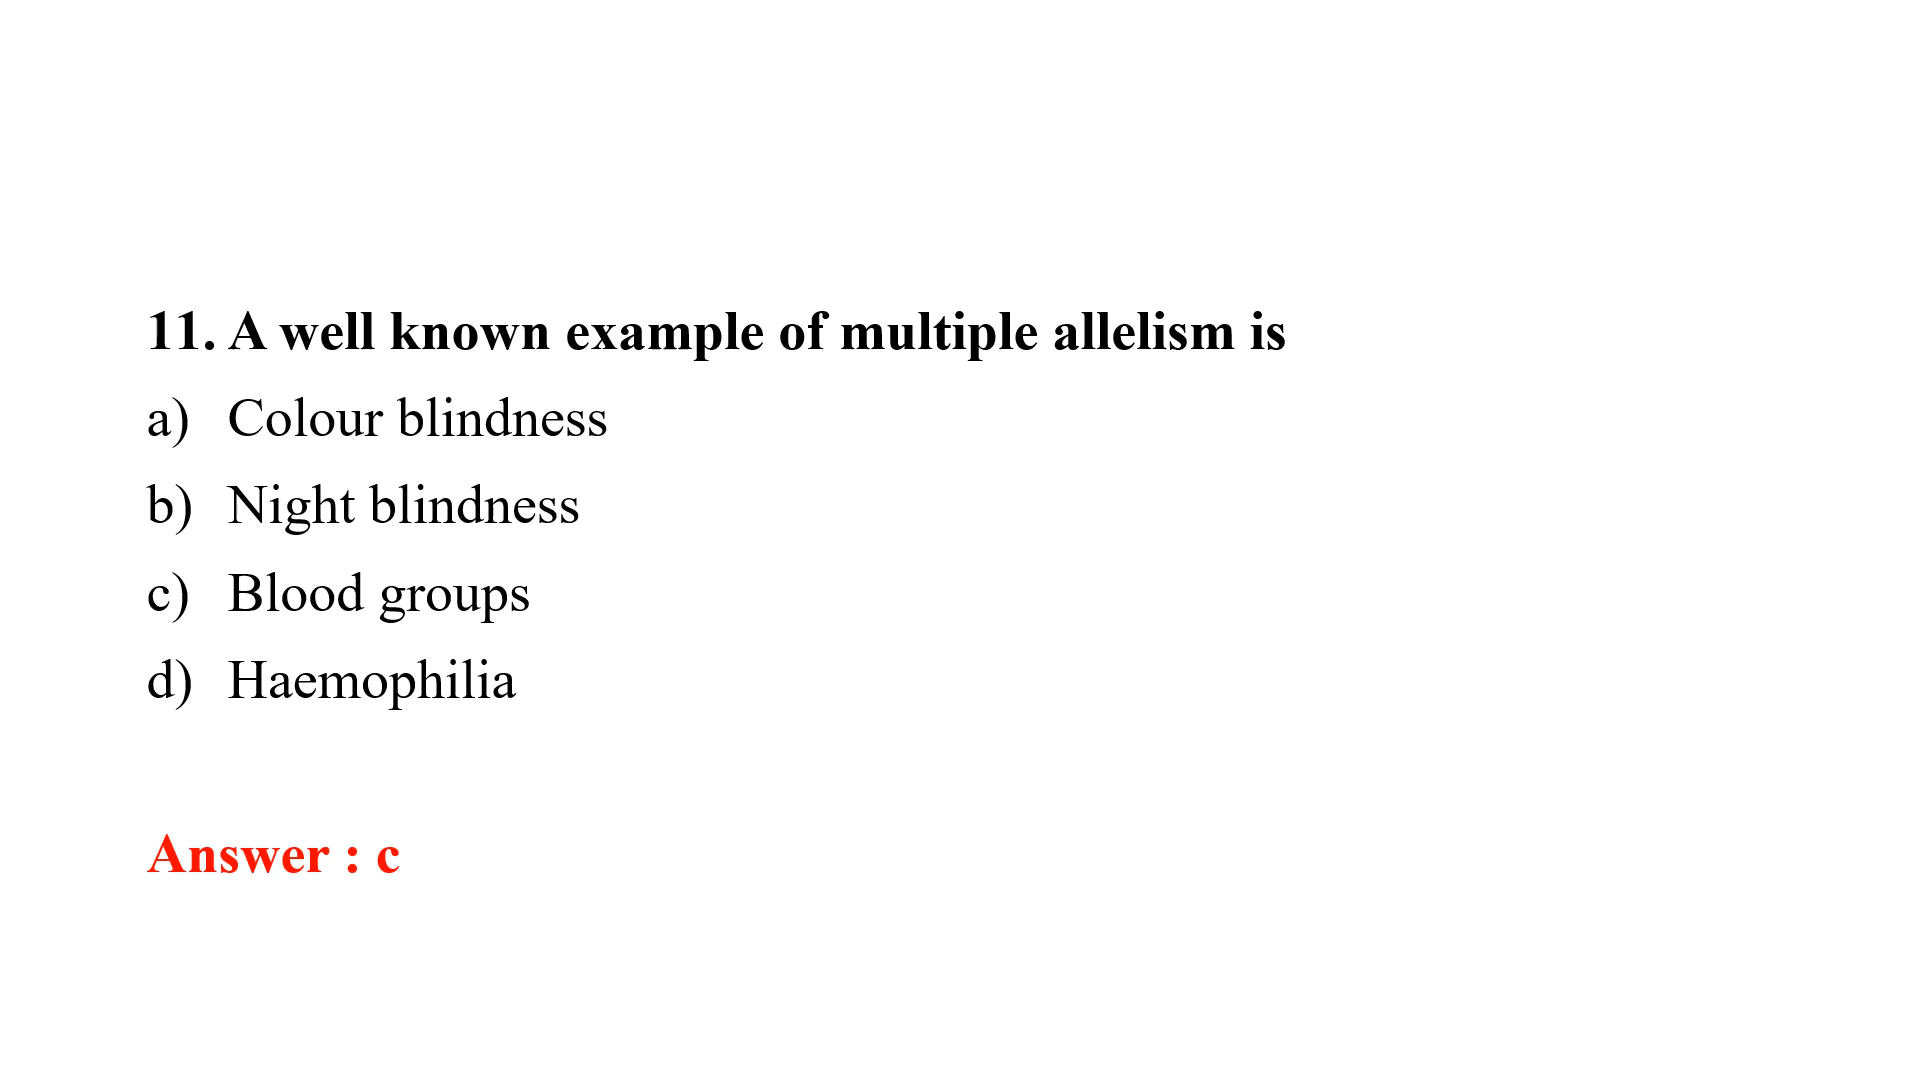 11. A well known example of multiple allelism is
a) Colour blindness
b) Night blindness
c) Blood groups
d) Haemophilia
Answer : c